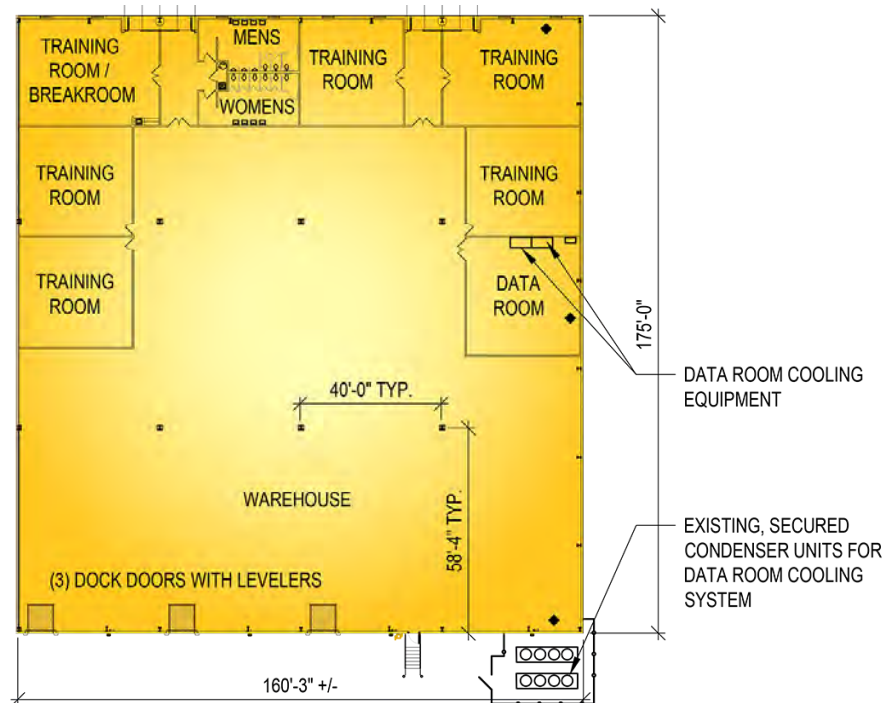 TRAINING
ROOM /
BREAKROOM
MENS
WOMENS
TRAINING
ROOM
TRAINING
ROOM
TRAINING
ROOM
TRAINING
ROOM
TRAINING
ROOM
DATA
ROOM
175'-0"
DATA ROOM COOLING
EQUIPMENT
40'-0" TYP.
WAREHOUSE
58'-4" TYP.
EXISTING, SECURED
CONDENSER UNITS FOR
DATA ROOM COOLING
SYSTEM
(3) DOCK DOORS WITH LEVELERS
160'-3" +/-